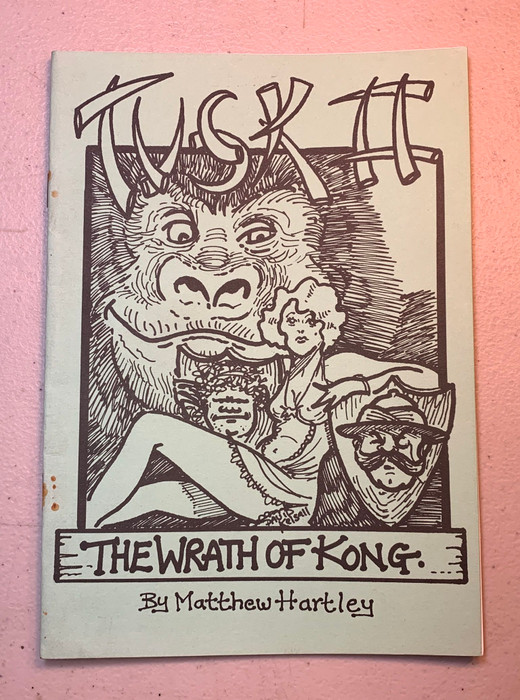 TUSK II
THE WRATH OF KONG.
By Matthew Hartley